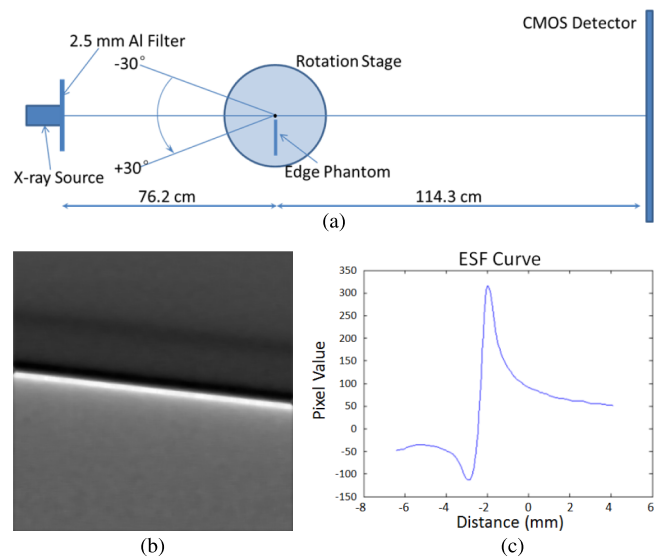 CMOS Detector
2.5 mm Al Filter
-30°
Rotation Stage
+30°
X-ray Source
Edge Phantom
76.2 cm
114.3 cm
(a)
ESF Curve
350
300
250
200
150
100
50
0
-50
-100
-150
Pixel Value
-8 -6 -4 -2 0 2 4 6
Distance (mm)
(b)
(c)